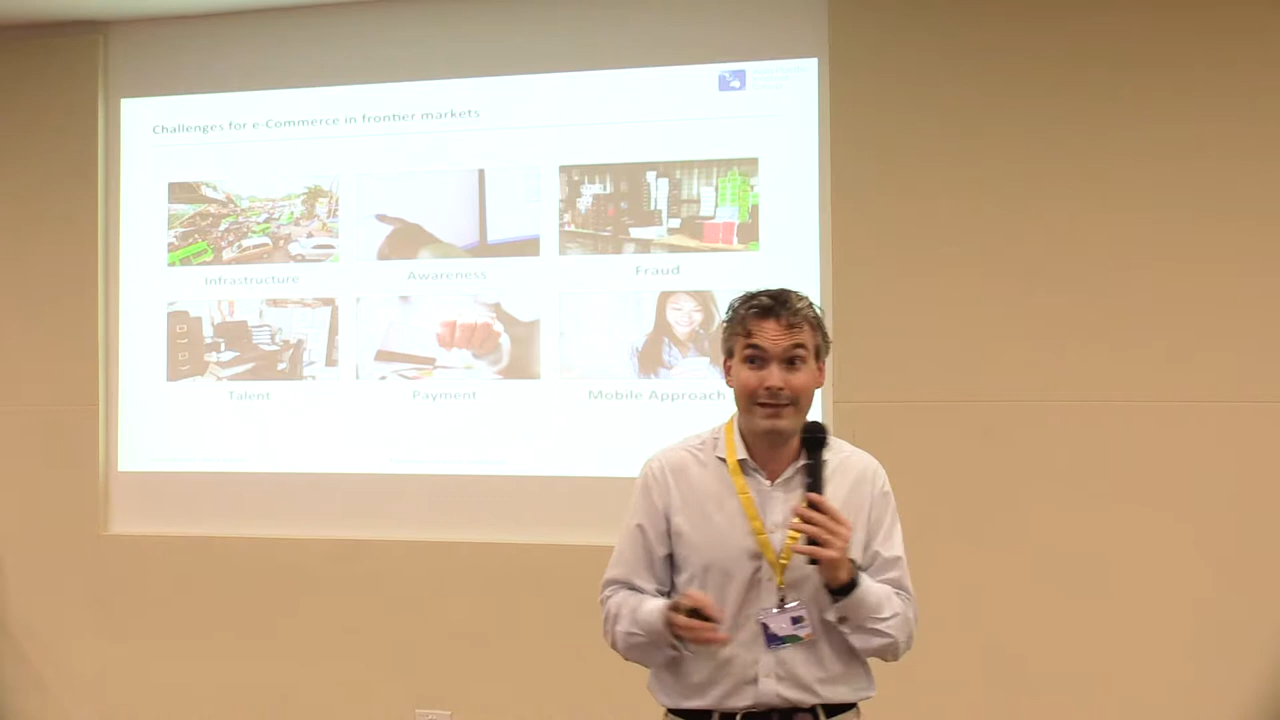 Challenges for e-Commerce in frontier markets
Infrastructure
Awareness
Fraud
Talent
Payment
Mobile Approach